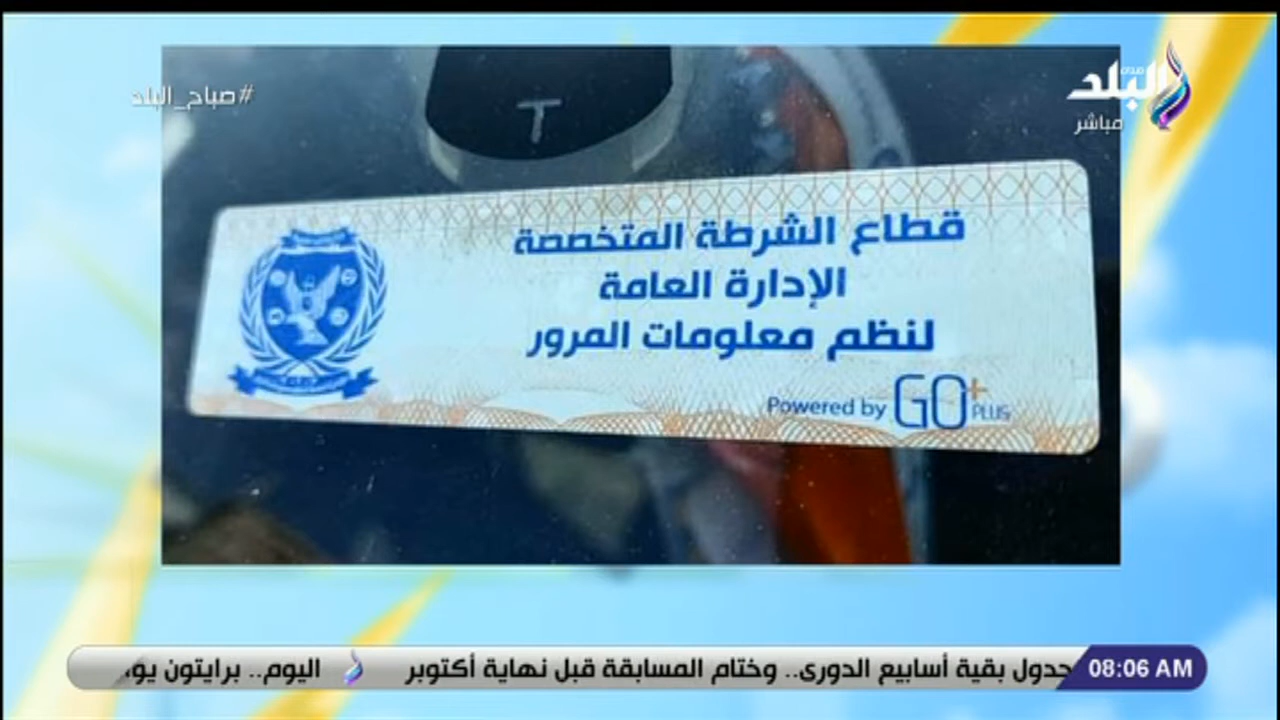 #صباح_البلد
صدى البلد
مباشر
قطاع الشرطة المتخصصة
الإدارة العامة
لنظم معلومات المرور
Powered by GO+ PLUS
T
08:06 AM
جدول بقية أسابيع الدورى.. وختام المسابقة قبل نهاية أكتوبر
اليوم.. برايتون